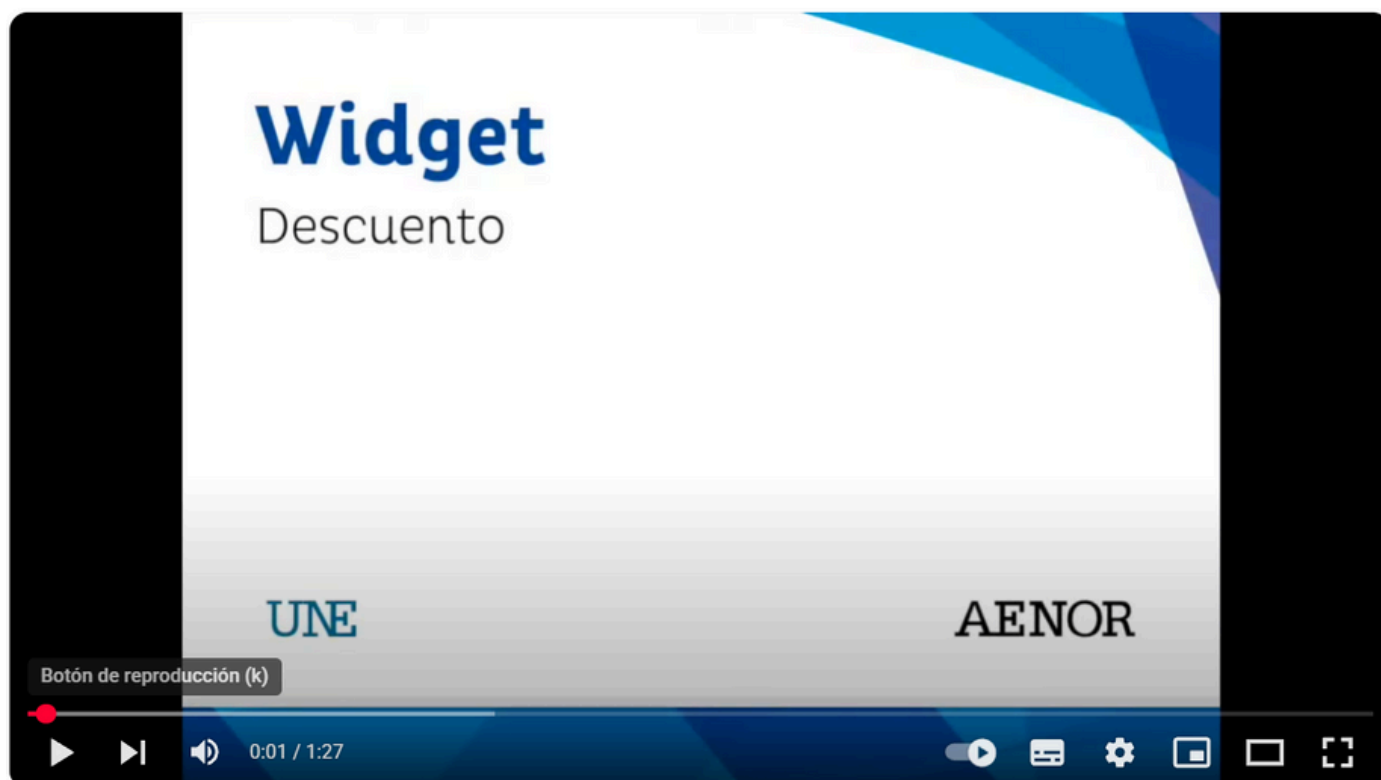 Widget
Descuento
UNE
AENOR
Botón de reproducción (k)
0:01 / 1:27